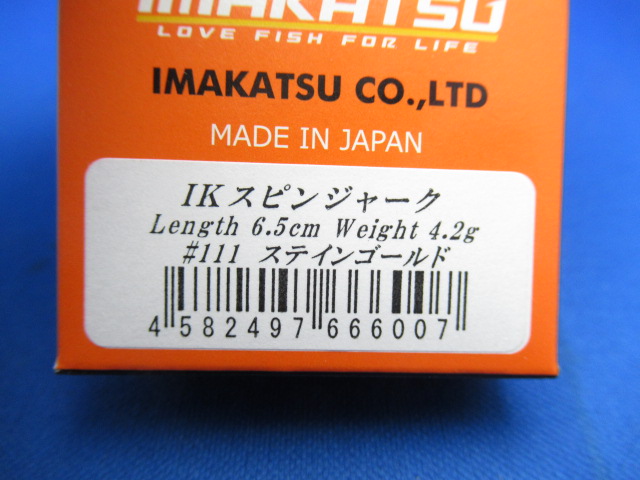 IMAKATSU
LOVE FISH FOR LIFE
IMAKATSU CO.,LTD
MADE IN JAPAN
IKスピンジャーク
Length 6.5cm Weight 4.2g
#111 ステインゴールド
4 582497 666007